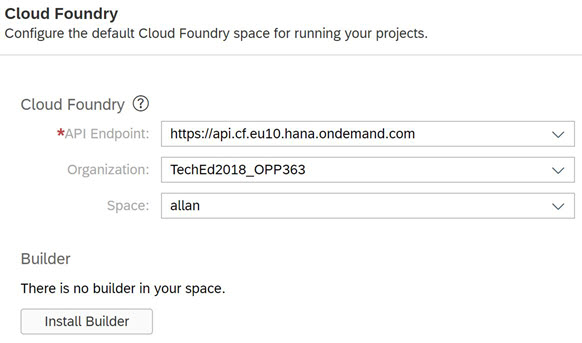 Cloud Foundry
Configure the default Cloud Foundry space for running your projects.
Cloud Foundry ?
*API Endpoint: https://api.cf.eu10.hana.ondemand.com
Organization: TechEd2018_OPP363
Space: allan
Builder
There is no builder in your space.
Install Builder